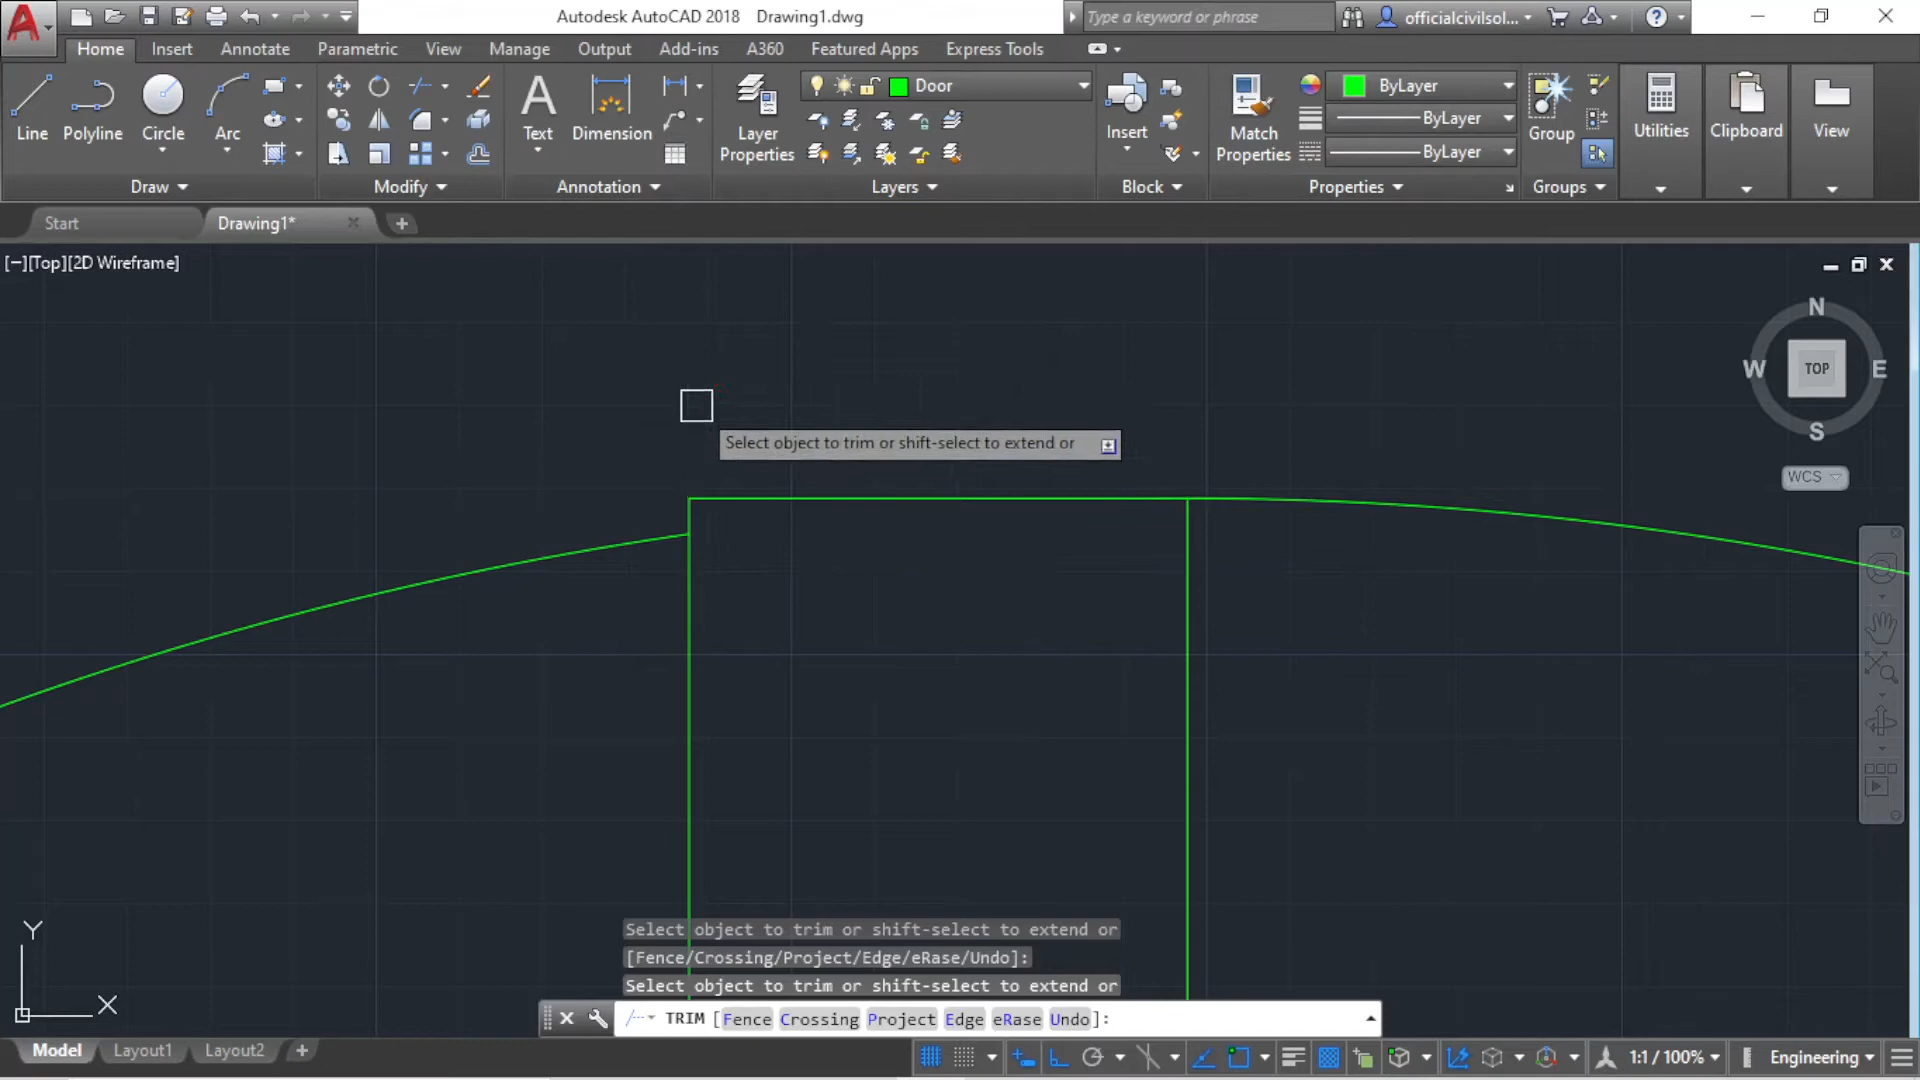 Autodesk AutoCAD 2018 Drawing1.dwg
Type a keyword or phrase
officialcivilsol...
Home Insert Annotate Parametric View Manage Output Add-ins A360 Featured Apps Express Tools
Line Polyline Circle Arc
Text Dimension
Layer Properties
Door
Insert
Match Properties
ByLayer
ByLayer
ByLayer
Group
Utilities
Clipboard
View
Draw Modify Annotation Layers Block Properties Groups
Start Drawing1*
[−][Top][2D Wireframe]
N
W TOP E
S
WCS
Select object to trim or shift-select to extend or
Select object to trim or shift-select to extend or
[Fence/Crossing/Project/Edge/eRase/Undo]:
Select object to trim or shift-select to extend or
TRIM [Fence Crossing Project Edge eRase Undo]:
Y
X
Model Layout1 Layout2
1:1 / 100% Engineering